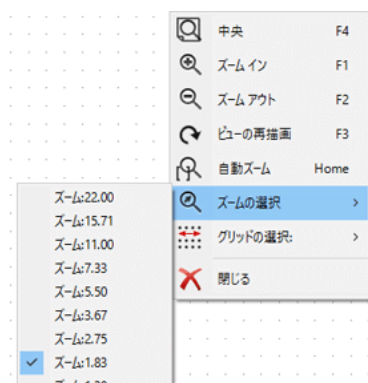 中央 F4
ズーム イン F1
ズーム アウト F2
ビューの再描画 F3
自動ズーム Home
ズームの選択 >
グリッドの選択: >
閉じる
ズーム:22.00
ズーム:15.71
ズーム:11.00
ズーム:7.33
ズーム:5.50
ズーム:3.67
ズーム:2.75
ズーム:1.83